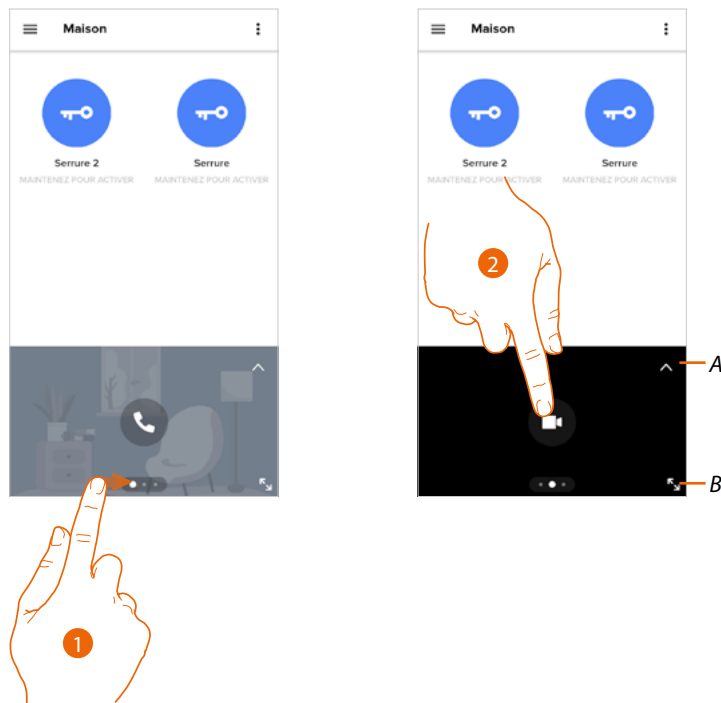 Maison
Serrure 2
Serrure
MAINTENEZ POUR ACTIVER
MAINTENEZ POUR ACTIVER
1
Maison
Serrure 2
Serrure
MAINTENEZ POUR ACTIVER
MAINTENEZ POUR ACTIVER
2
A
B